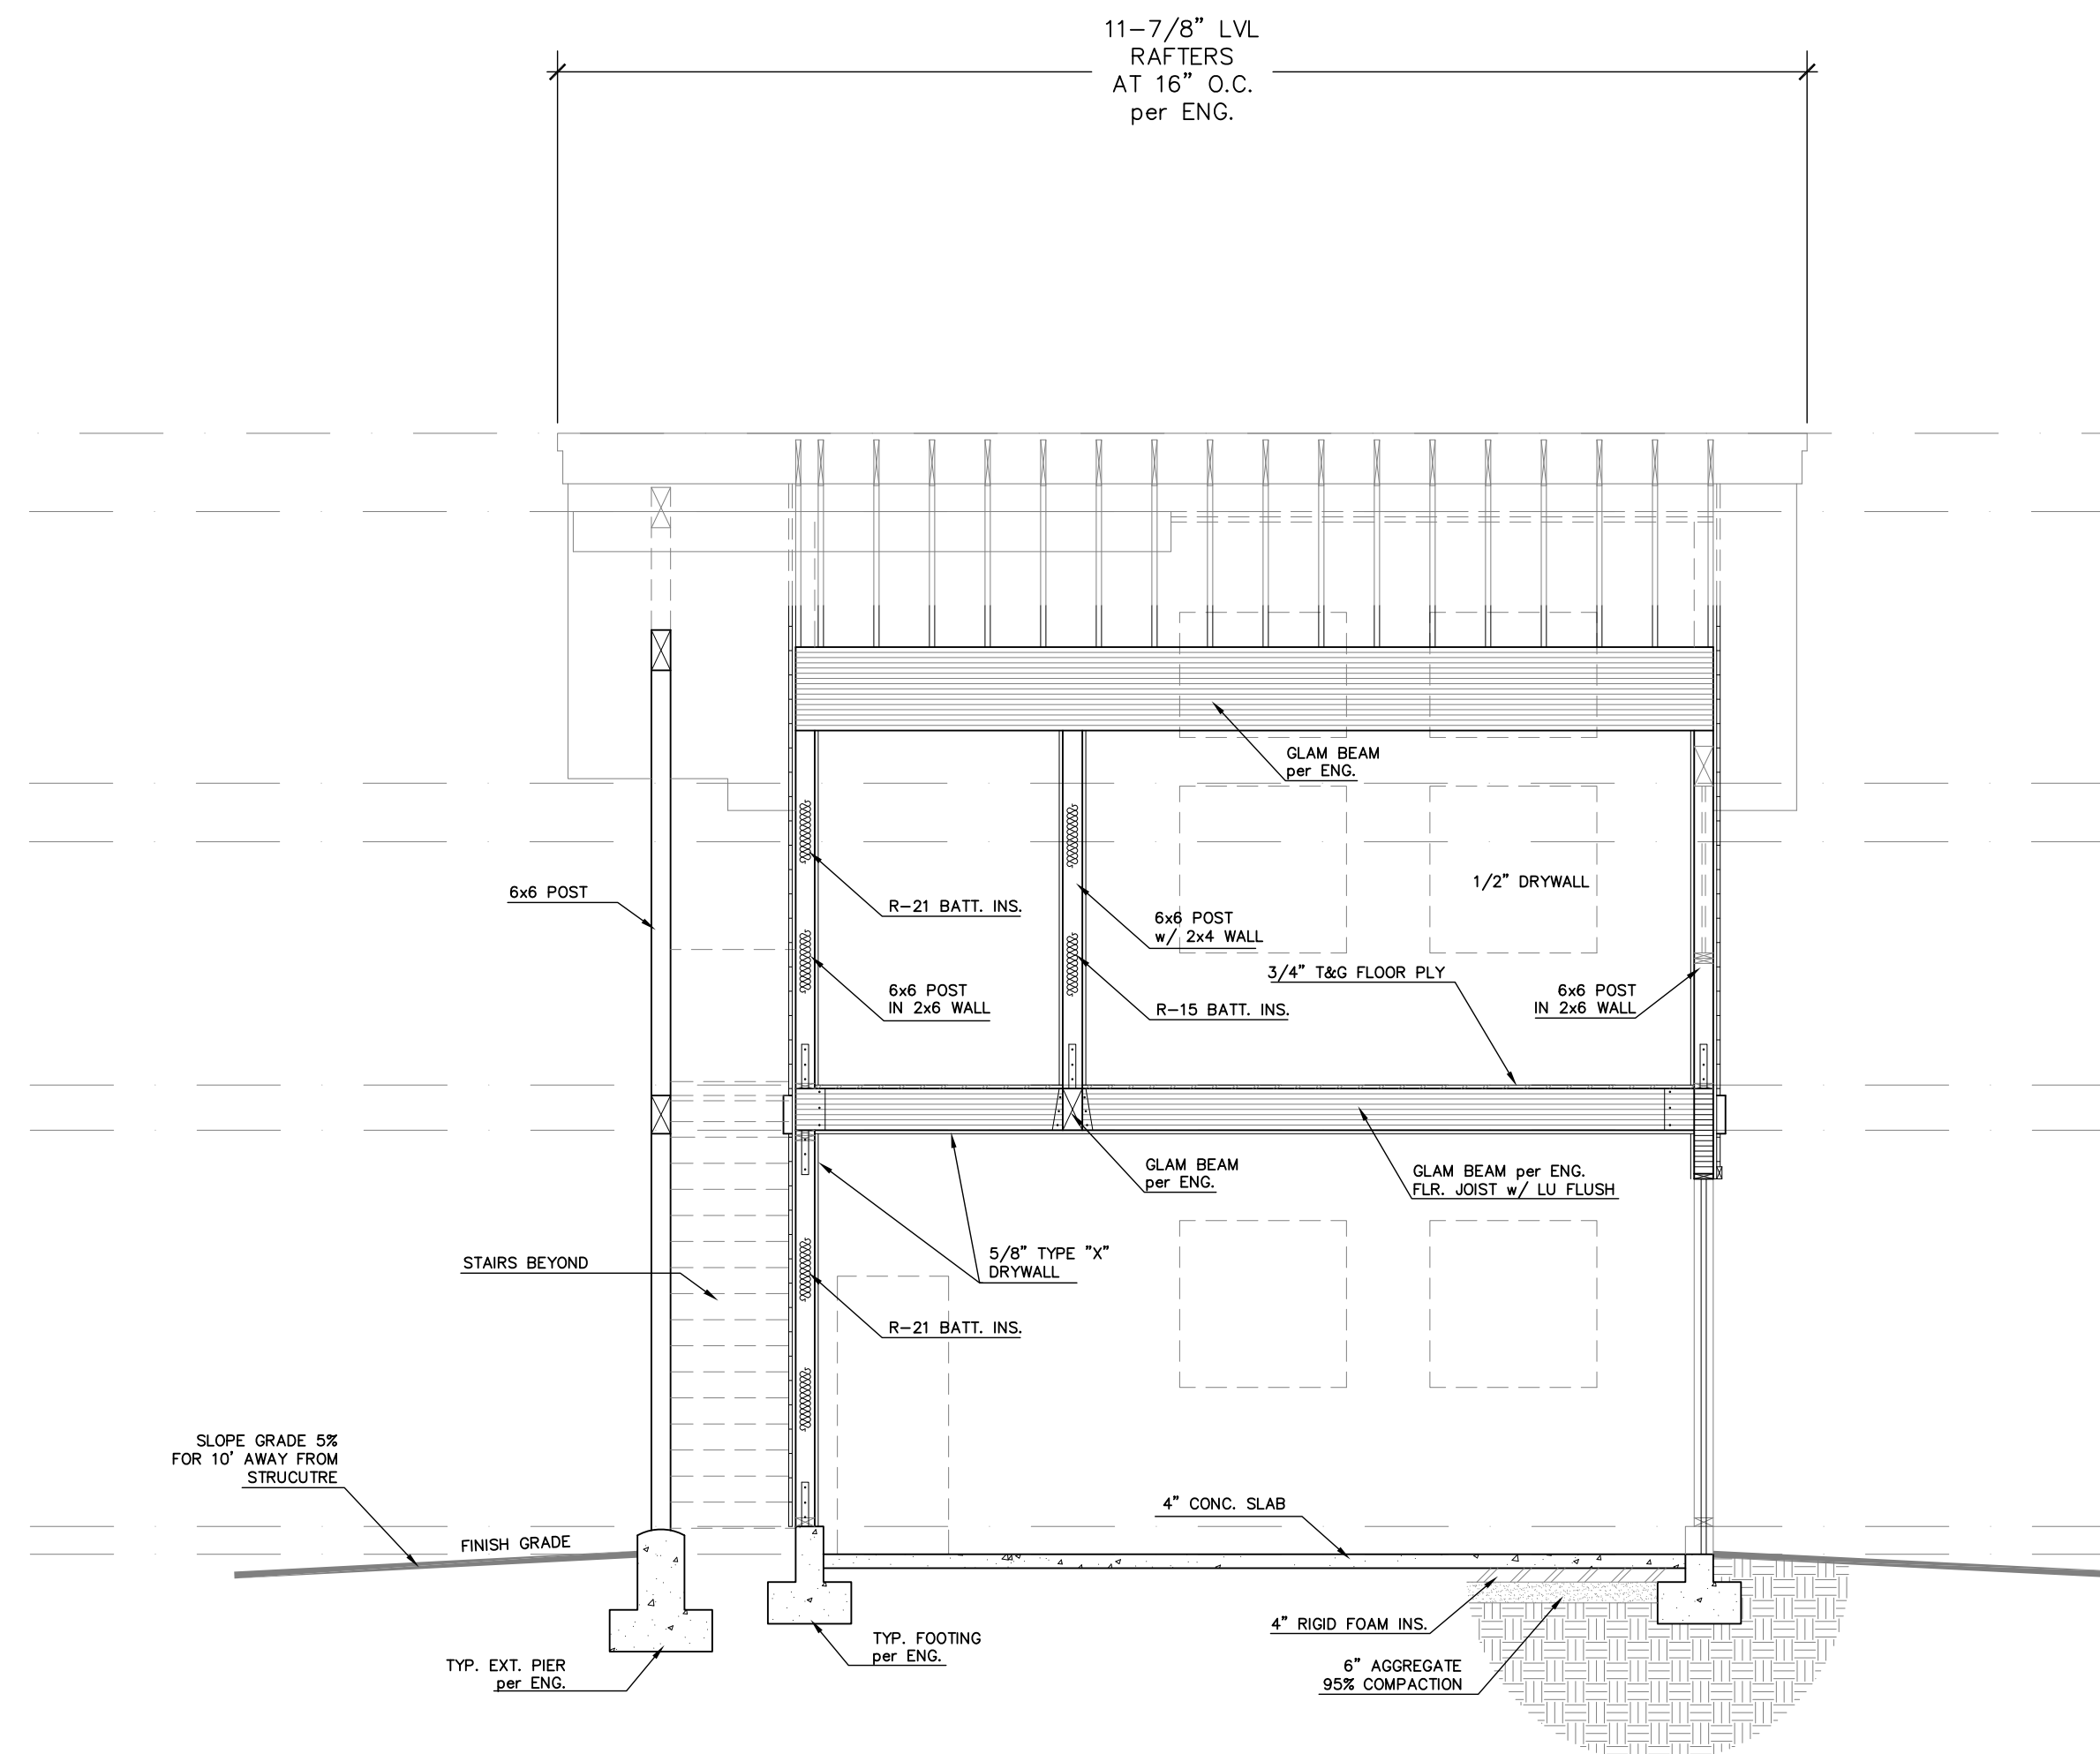 11-7/8" LVL
RAFTERS
AT 16" O.C.
per ENG.
GLAM BEAM
per ENG.
6x6 POST
R-21 BATT. INS.
1/2" DRYWALL
6x6 POST
w/ 2x4 WALL
3/4" T&G FLOOR PLY
6x6 POST
IN 2x6 WALL
R-15 BATT. INS.
6x6 POST
IN 2x6 WALL
GLAM BEAM
per ENG.
GLAM BEAM per ENG.
FLR. JOIST w/ LU FLUSH
STAIRS BEYOND
5/8" TYPE "X"
DRYWALL
R-21 BATT. INS.
SLOPE GRADE 5%
FOR 10' AWAY FROM
STRUCUTRE
4" CONC. SLAB
FINISH GRADE
4" RIGID FOAM INS.
TYP. FOOTING
per ENG.
TYP. EXT. PIER
per ENG.
6" AGGREGATE
95% COMPACTION